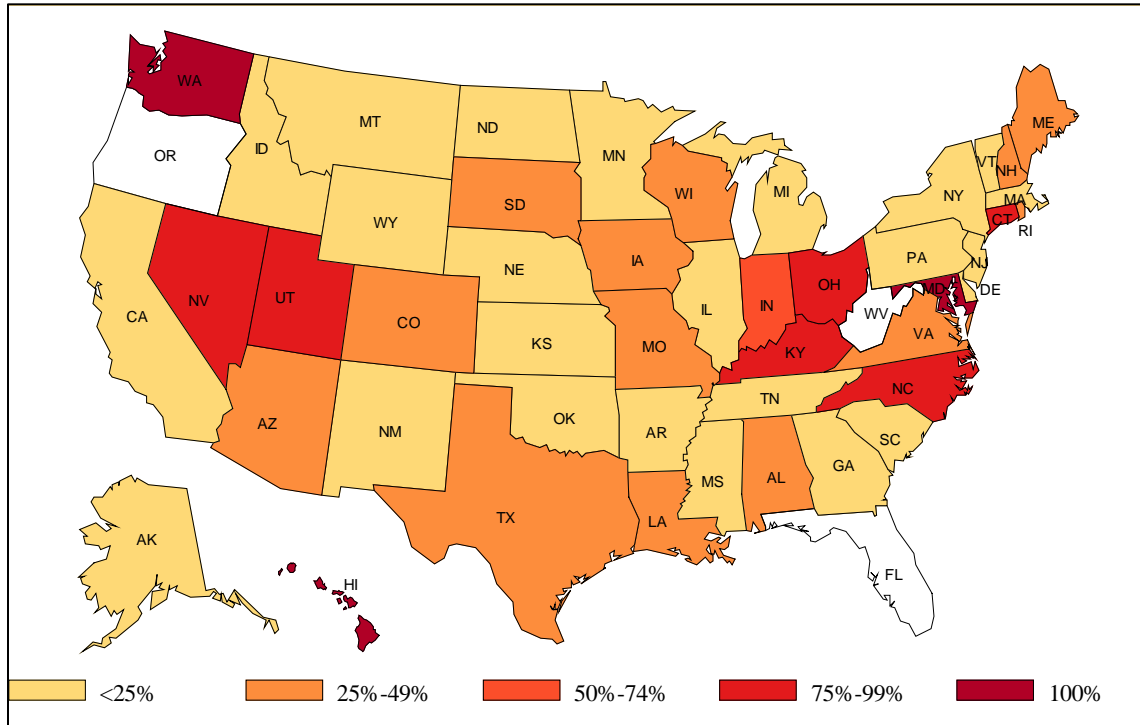 WA
MT
ND
MN
ME
OR
ID
VT
NH
SD
WI
MI
NY
MA
WY
CT
RI
IA
PA
NE
NJ
NV
UT
IL
IN
OH
MD
DE
CA
CO
KS
MO
WV
VA
KY
AZ
NM
OK
TN
NC
AR
SC
MS
AL
GA
TX
LA
AK
HI
FL
<25%
25%-49%
50%-74%
75%-99%
100%